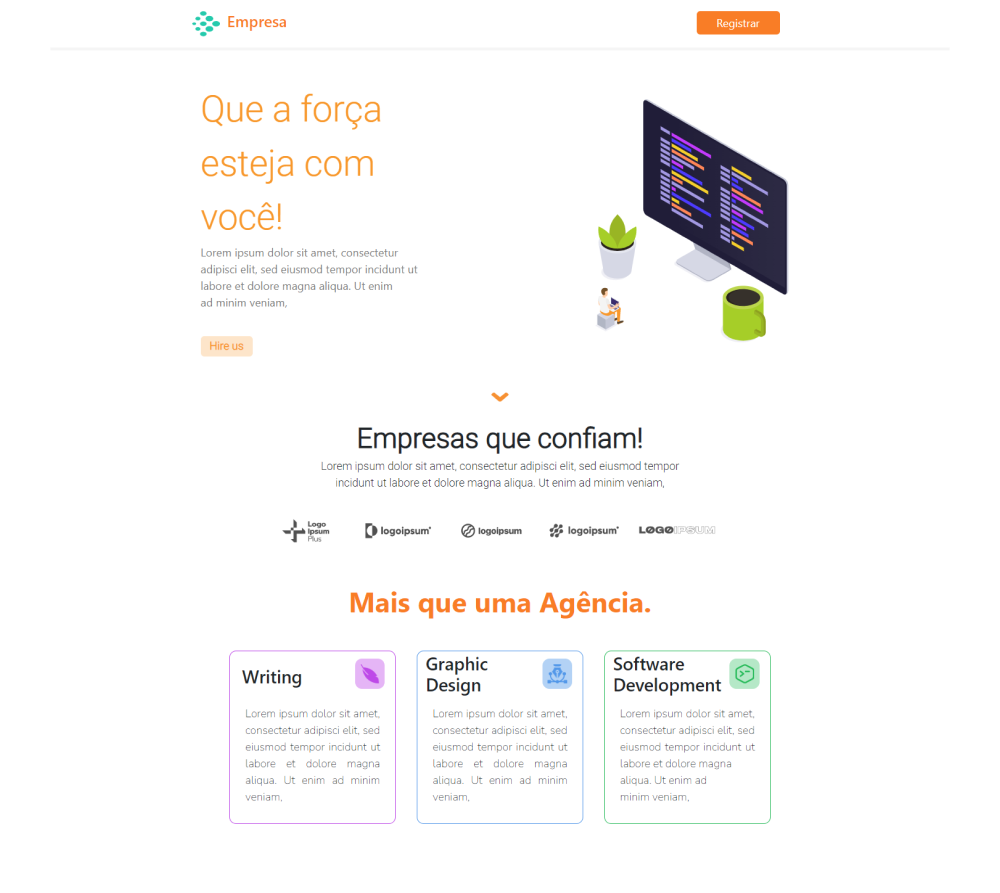 Empresa
Registrar
Que a força
esteja com
você!
Lorem ipsum dolor sit amet, consectetur
adipisci elit, sed eiusmod tempor incidunt ut
labore et dolore magna aliqua. Ut enim
ad minim veniam,
Hire us
Empresas que confiam!
Lorem ipsum dolor sit amet, consectetur adipisci elit, sed eiusmod tempor
incidunt ut labore et dolore magna aliqua. Ut enim ad minim veniam,
Logo
Ipsum
Plus
logoipsum
logoipsum
logoipsum
LOGOIPSUM
Mais que uma Agência.
Writing
Lorem ipsum dolor sit amet,
consectetur adipisci elit, sed
eiusmod tempor incidunt ut
labore et dolore magna
aliqua. Ut enim ad minim
veniam,
Graphic
Design
Lorem ipsum dolor sit amet,
consectetur adipisci elit, sed
eiusmod tempor incidunt ut
labore et dolore magna
aliqua. Ut enim ad minim
veniam,
Software
Development
Lorem ipsum dolor sit amet,
consectetur adipisci elit, sed
eiusmod tempor incidunt ut
labore et dolore magna
aliqua. Ut enim ad
minim veniam,